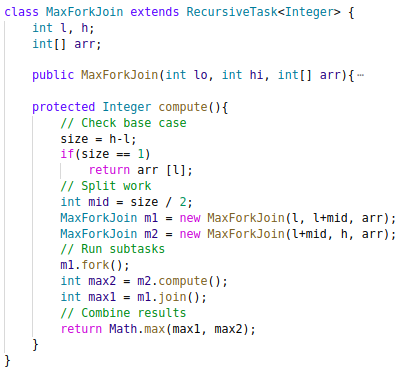 class MaxForkJoin extends RecursiveTask<Integer> {
    int l, h;
    int[] arr;

    public MaxForkJoin(int lo, int hi, int[] arr){⋯

    protected Integer compute(){
        // Check base case
        size = h-l;
        if(size == 1)
            return arr [l];
        // Split work
        int mid = size / 2;
        MaxForkJoin m1 = new MaxForkJoin(l, l+mid, arr);
        MaxForkJoin m2 = new MaxForkJoin(l+mid, h, arr);
        // Run subtasks
        m1.fork();
        int max2 = m2.compute();
        int max1 = m1.join();
        // Combine results
        return Math.max(max1, max2);
    }
}